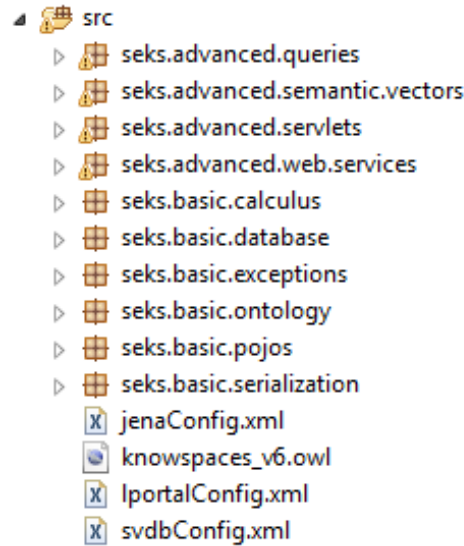 src
seks.advanced.queries
seks.advanced.semantic.vectors
seks.advanced.servlets
seks.advanced.web.services
seks.basic.calculus
seks.basic.database
seks.basic.exceptions
seks.basic.ontology
seks.basic.pojos
seks.basic.serialization
jenaConfig.xml
knowspaces_v6.owl
lportalConfig.xml
svdbConfig.xml